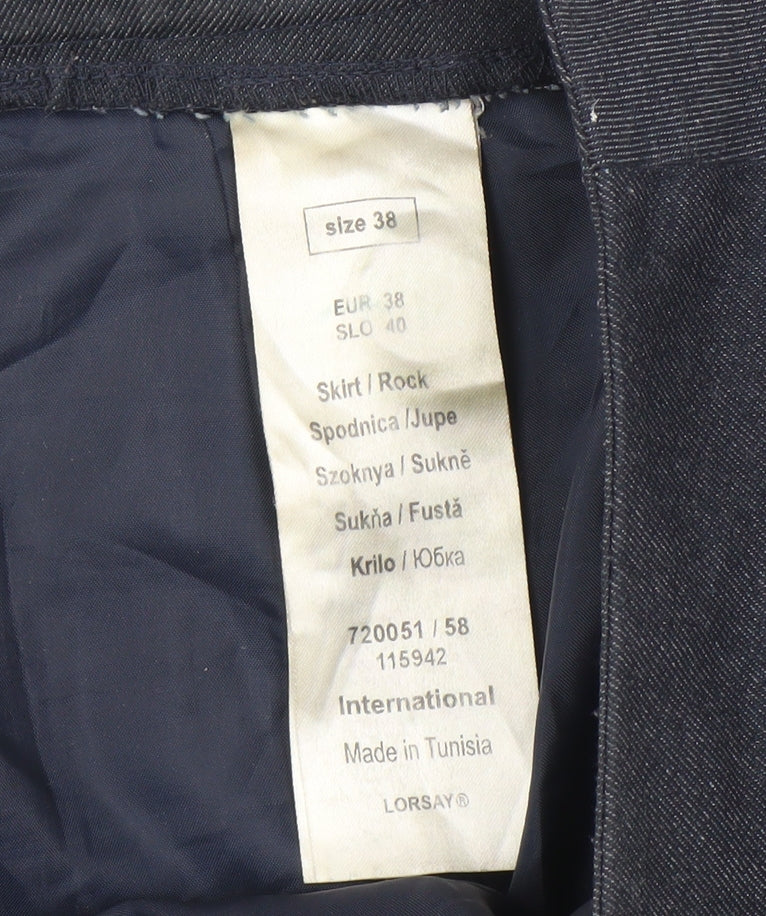 size 38
EUR 38
SLO 40
Skirt / Rock
Spodnica /Jupe
Szoknya / Sukně
Sukňa / Fustă
Krilo / Юбка
720051 / 58
115942
International
Made in Tunisia
LORSAY®